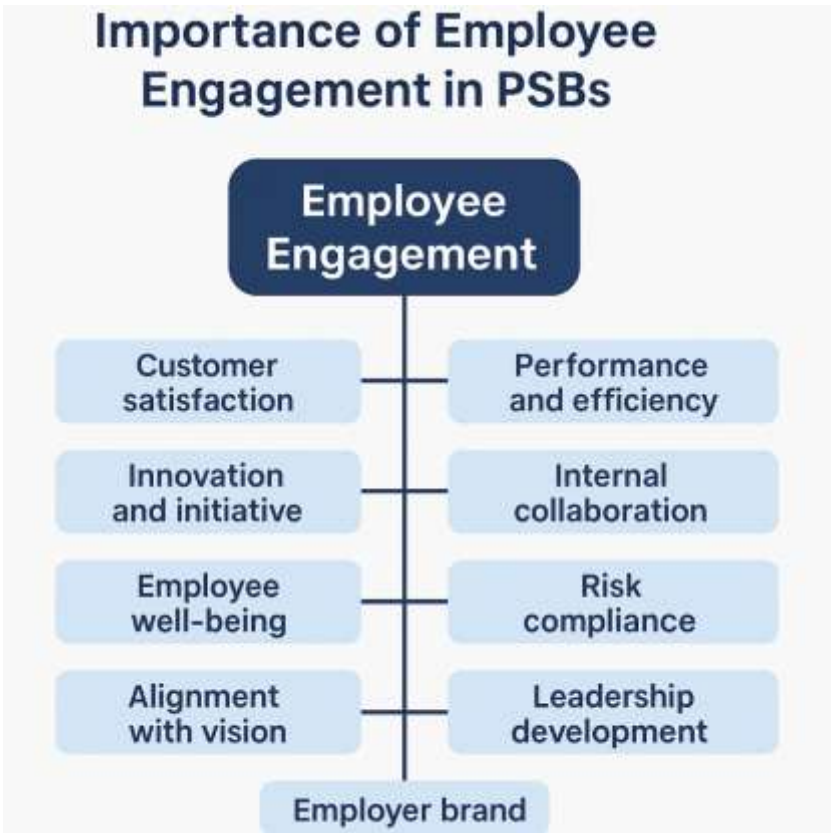 Importance of Employee
Engagement in PSBs
Employee
Engagement
Customer
satisfaction
Performance
and efficiency
Innovation
and initiative
Internal
collaboration
Employee
well-being
Risk
compliance
Alignment
with vision
Leadership
development
Employer brand